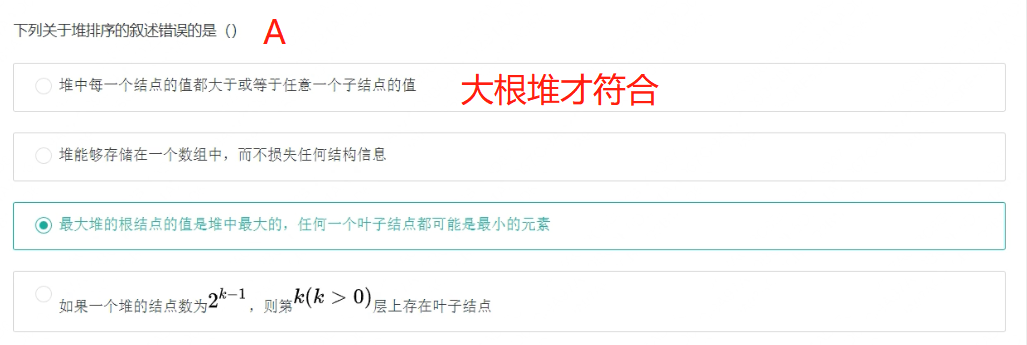 下列关于堆排序的叙述错误的是（） A
堆中每一个结点的值都大于或等于任意一个子结点的值 大根堆才符合
堆能够存储在一个数组中，而不损失任何结构信息
最大堆的根结点的值是堆中最大的，任何一个叶子结点都可能是最小的元素
如果一个堆的结点数为2^{k-1}，则第k(k > 0)层上存在叶子结点